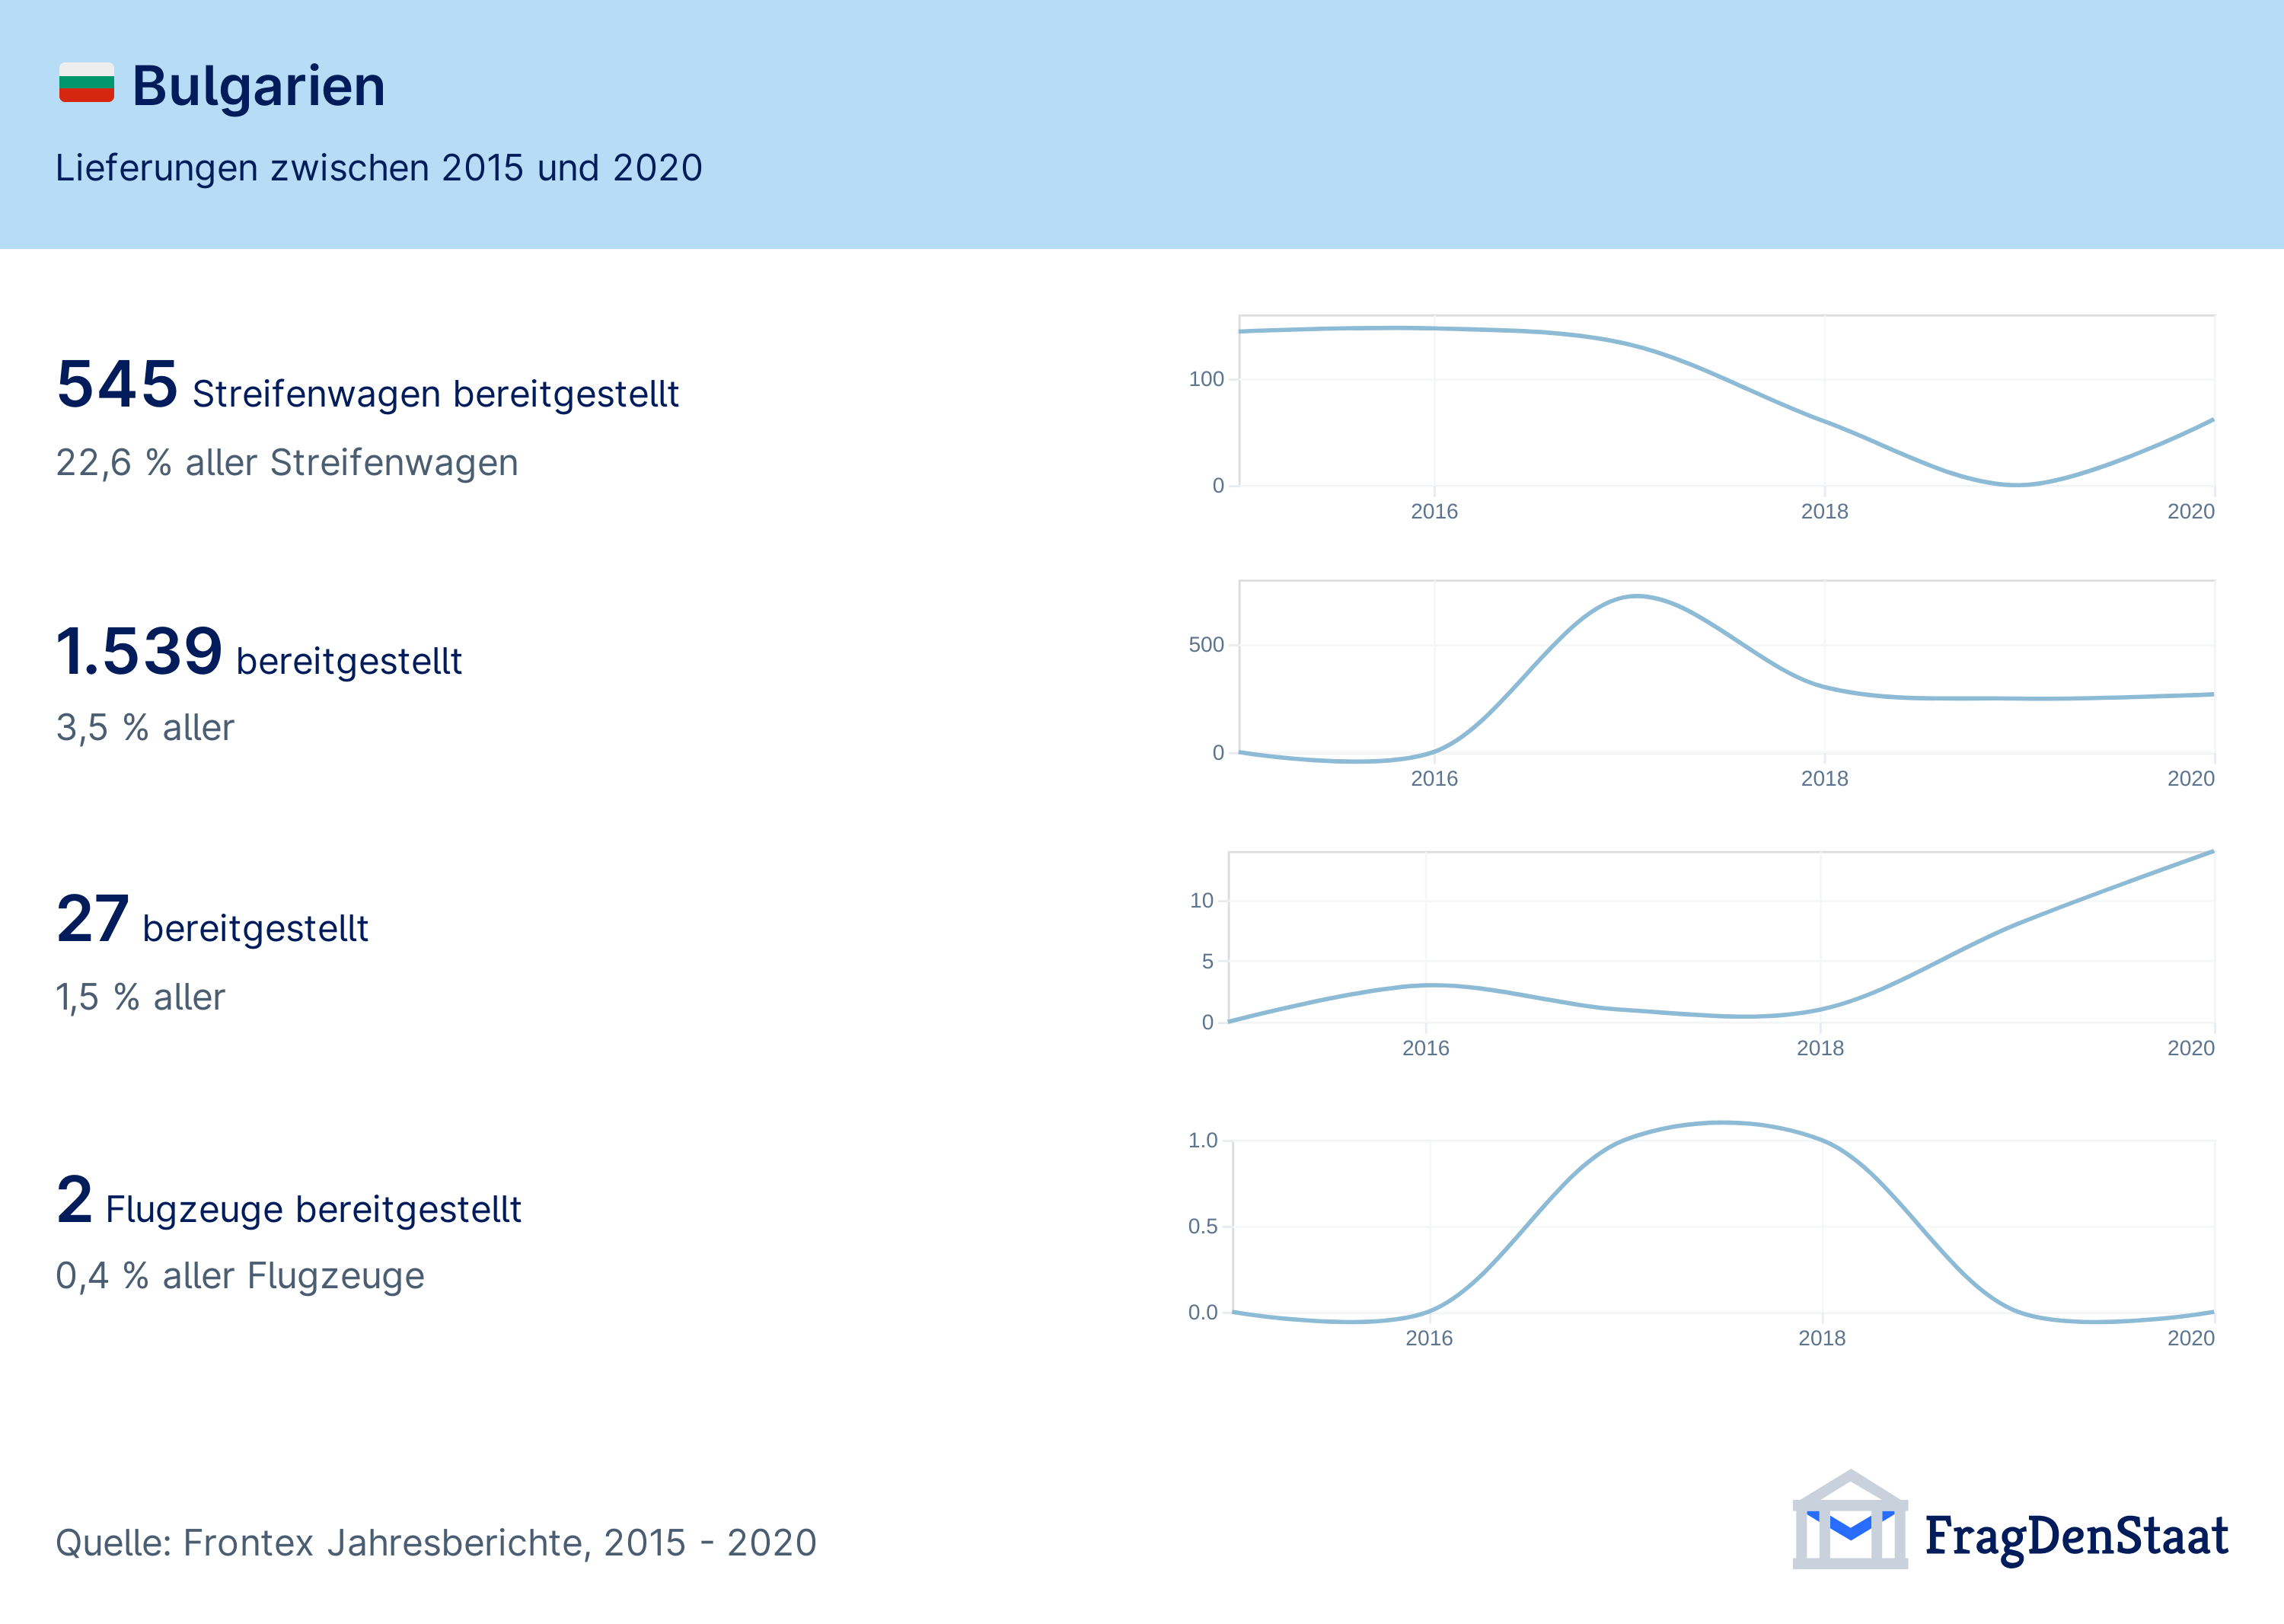 Bulgarien
Lieferungen zwischen 2015 und 2020
545 Streifenwagen bereitgestellt
22,6 % aller Streifenwagen
100
0
2016 2018 2020
1.539 bereitgestellt
3,5 % aller
500
0
2016 2018 2020
27 bereitgestellt
1,5 % aller
10
5
0
2016 2018 2020
2 Flugzeuge bereitgestellt
0,4 % aller Flugzeuge
1.0
0.5
0.0
2016 2018 2020
Quelle: Frontex Jahresberichte, 2015 - 2020
FragDenStaat